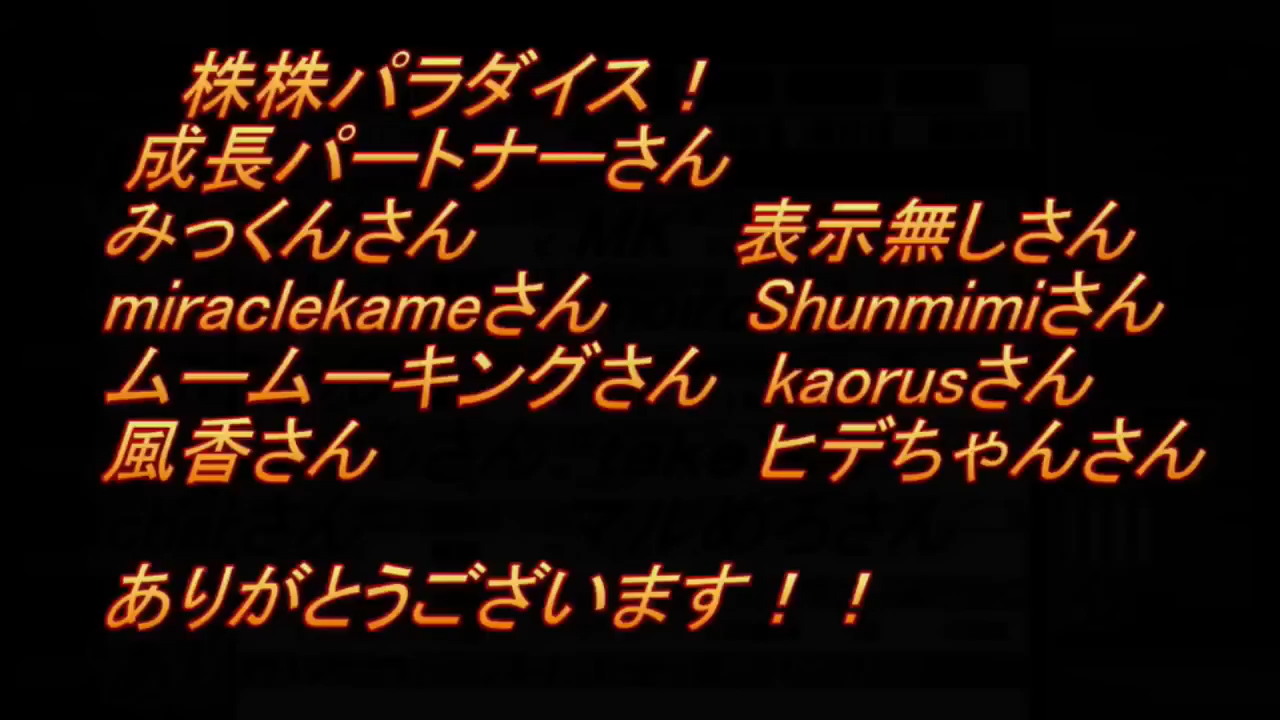 株株パラダイス！
成長パートナーさん
みっくんさん 表示無しさん
miraclekameさん Shunmimiさん
ムームーキングさん kaorusさん
風香さん ヒデちゃんさん
ありがとうございます！！